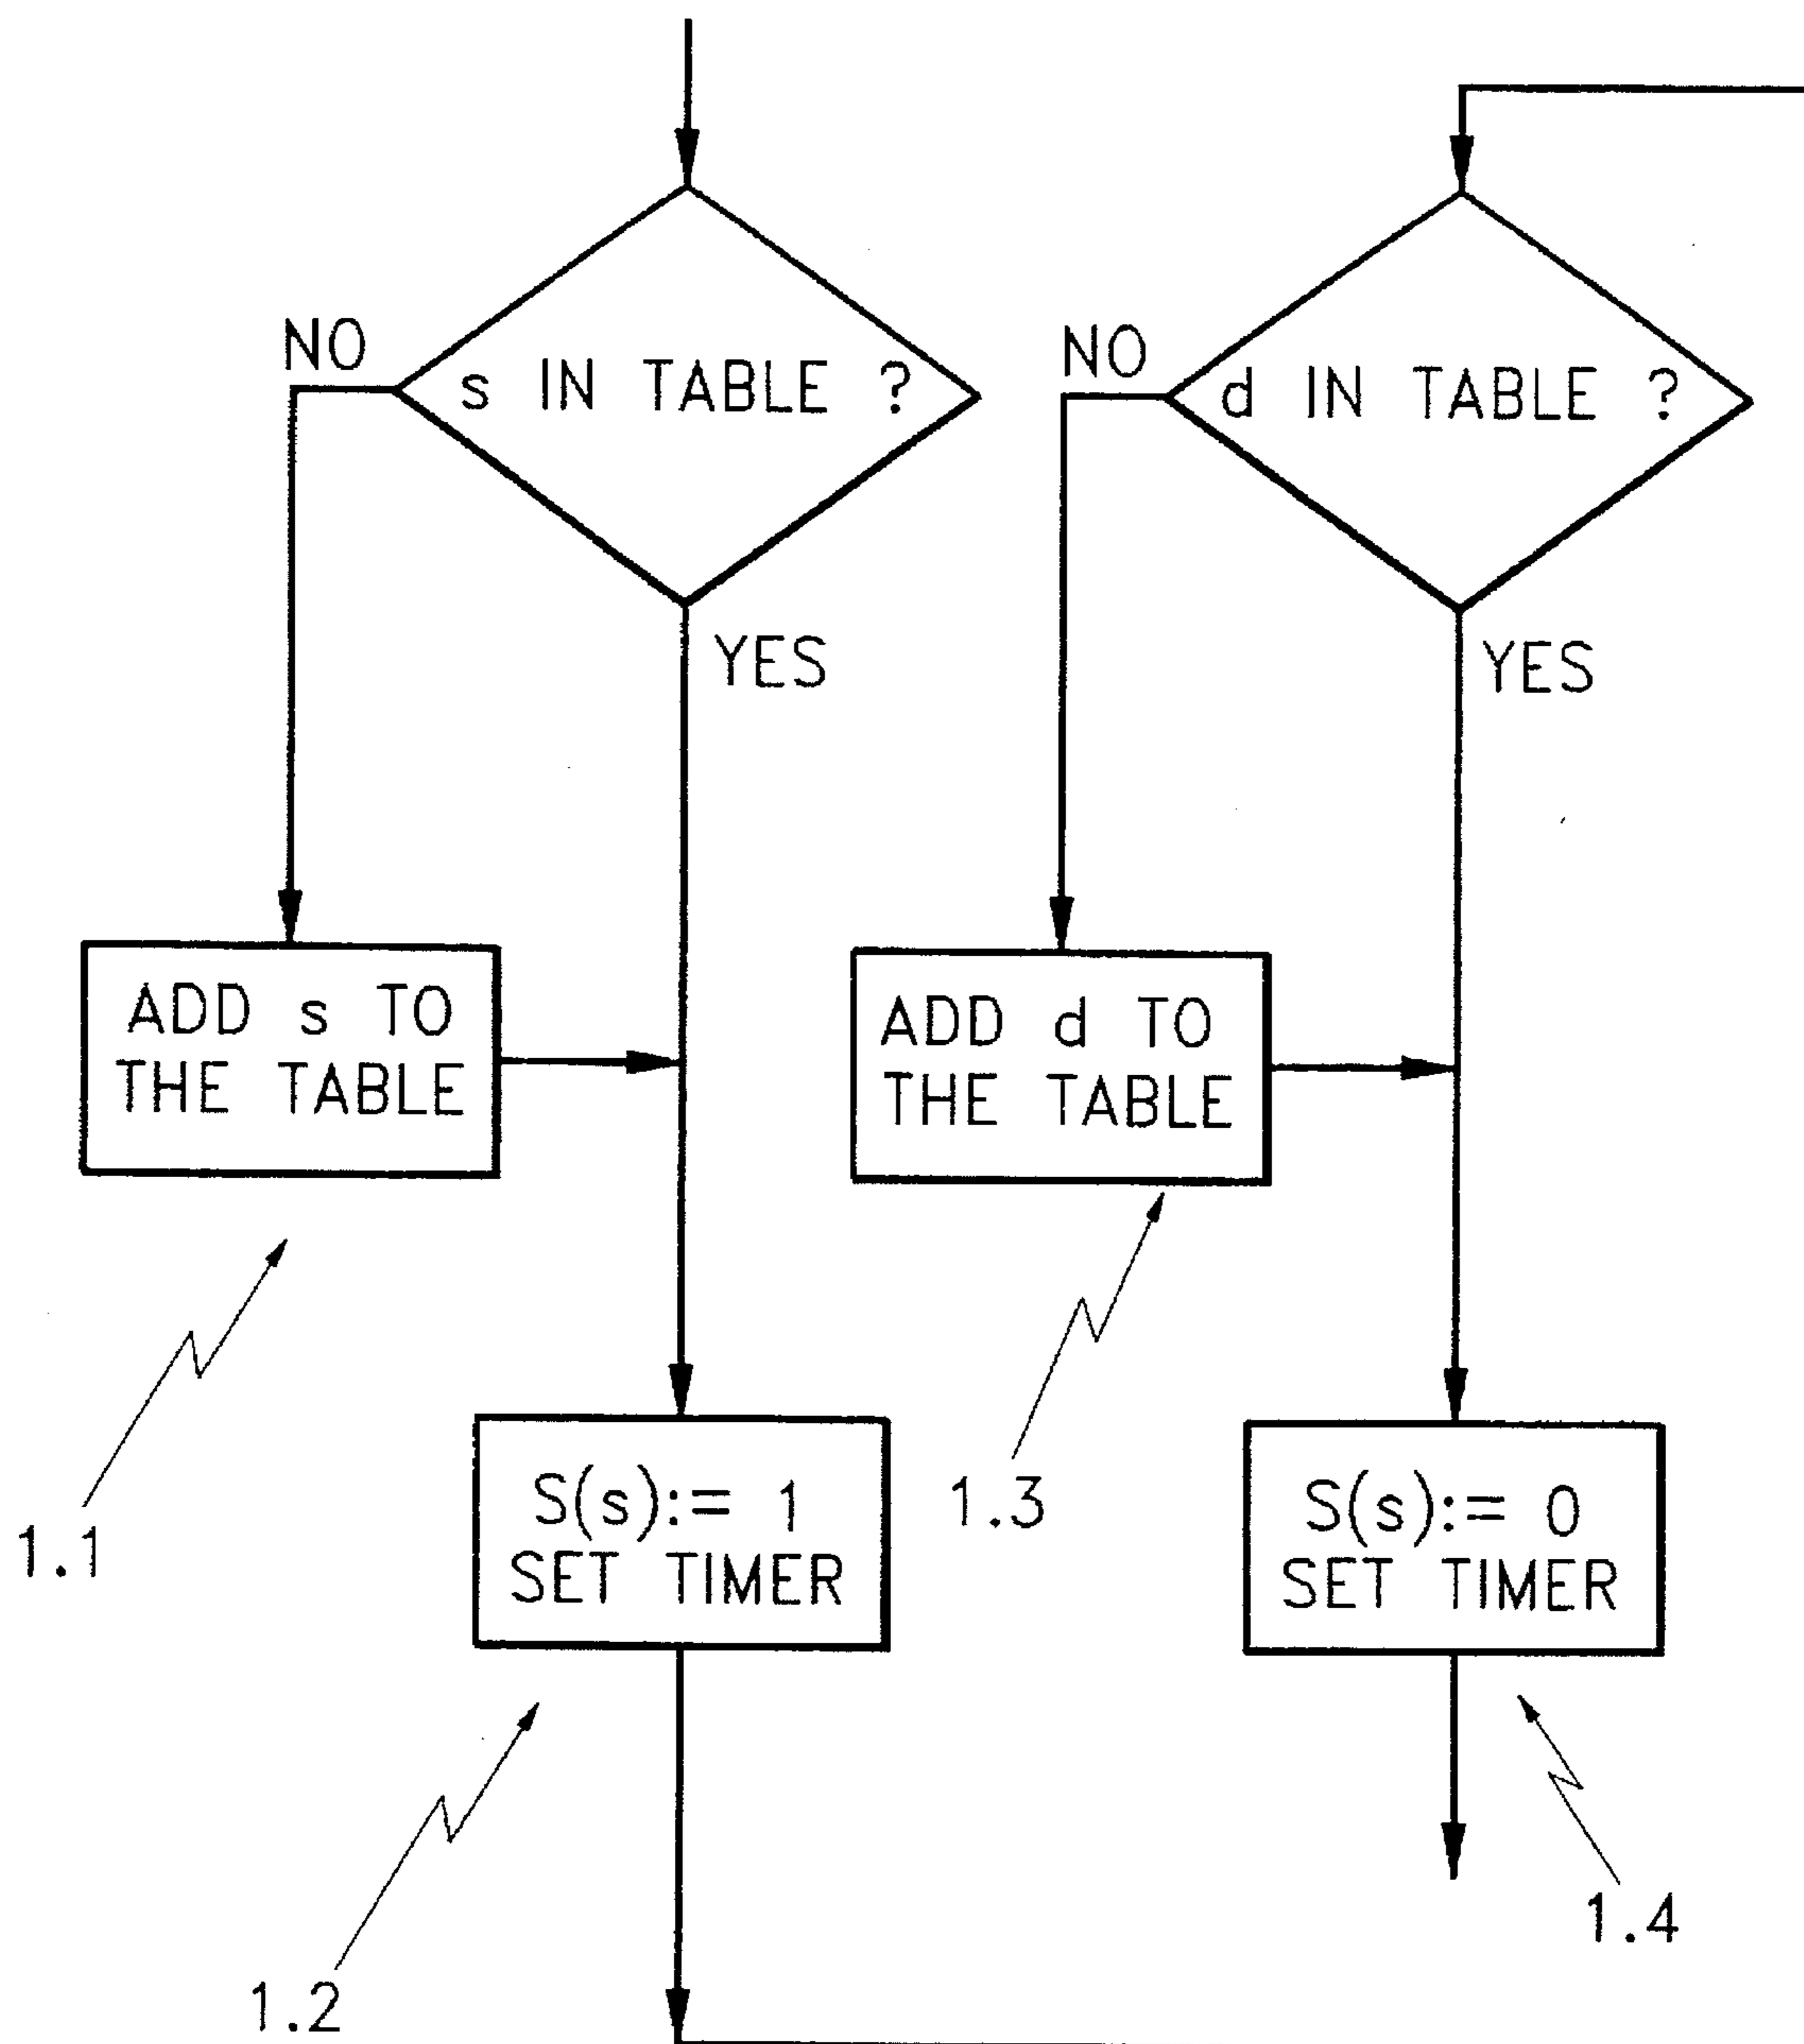 NO
s IN TABLE ?
YES
ADD s TO
THE TABLE
1.1
S(s):= 1
SET TIMER
1.2
NO
d IN TABLE ?
YES
ADD d TO
THE TABLE
1.3
S(s):= 0
SET TIMER
1.4